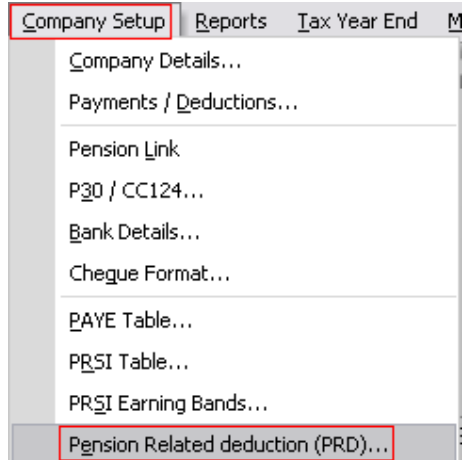 Company Setup Reports Tax Year End M
Company Details...
Payments / Deductions...
Pension Link
P30 / CC124...
Bank Details...
Cheque Format...
PAYE Table...
PRSI Table...
PRSI Earning Bands...
Pension Related deduction (PRD)...